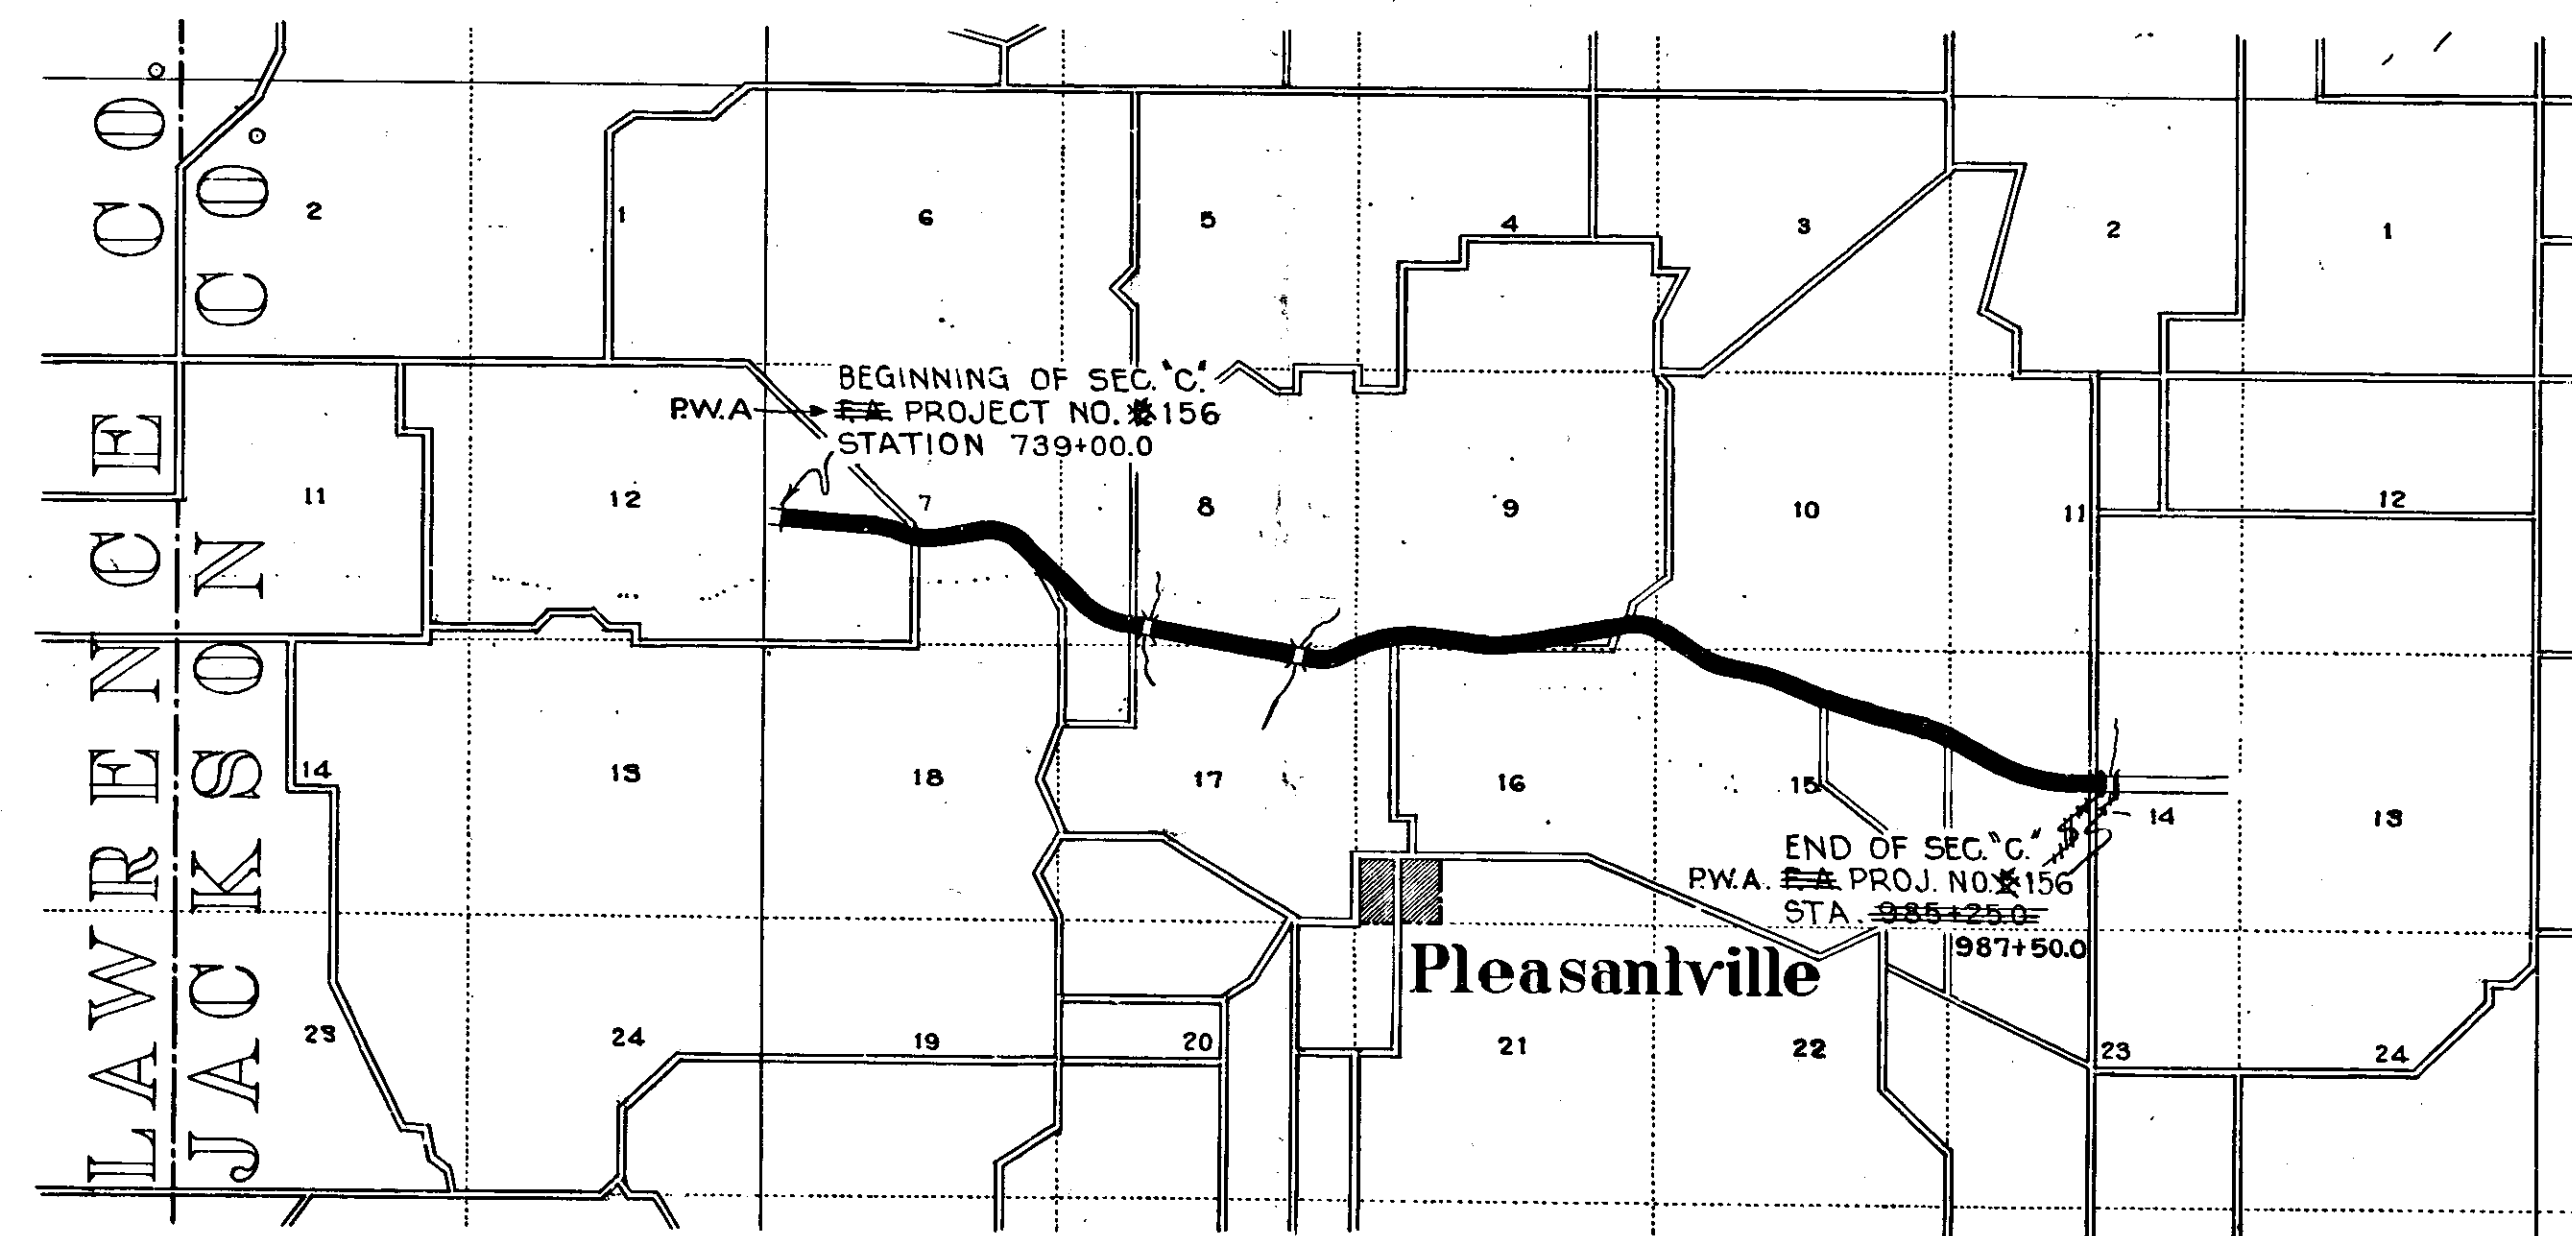 LAWRENCE CO.
JACKSON CO.
2 1 6 5 4 3 2 1
BEGINNING OF SEC. "C."
P.W.A F.A. PROJECT NO. 156
STATION 739+00.0
11 12 7 8 9 10 11 12
14 13 18 17 16 15 14 13
END OF SEC. "C."
P.W.A. F.A. PROJ. NO. 156
STA. 985+25.0
987+50.0
Pleasantville
23 24 19 20 21 22 23 24